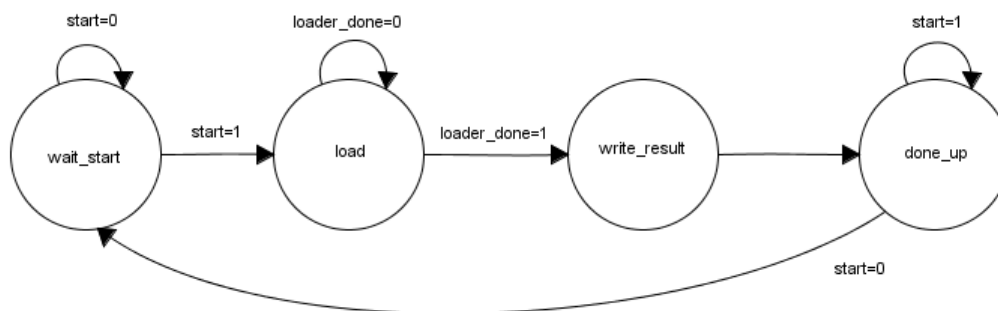 start=0
loader_done=0
start=1
wait_start
start=1
load
loader_done=1
write_result
done_up
start=0